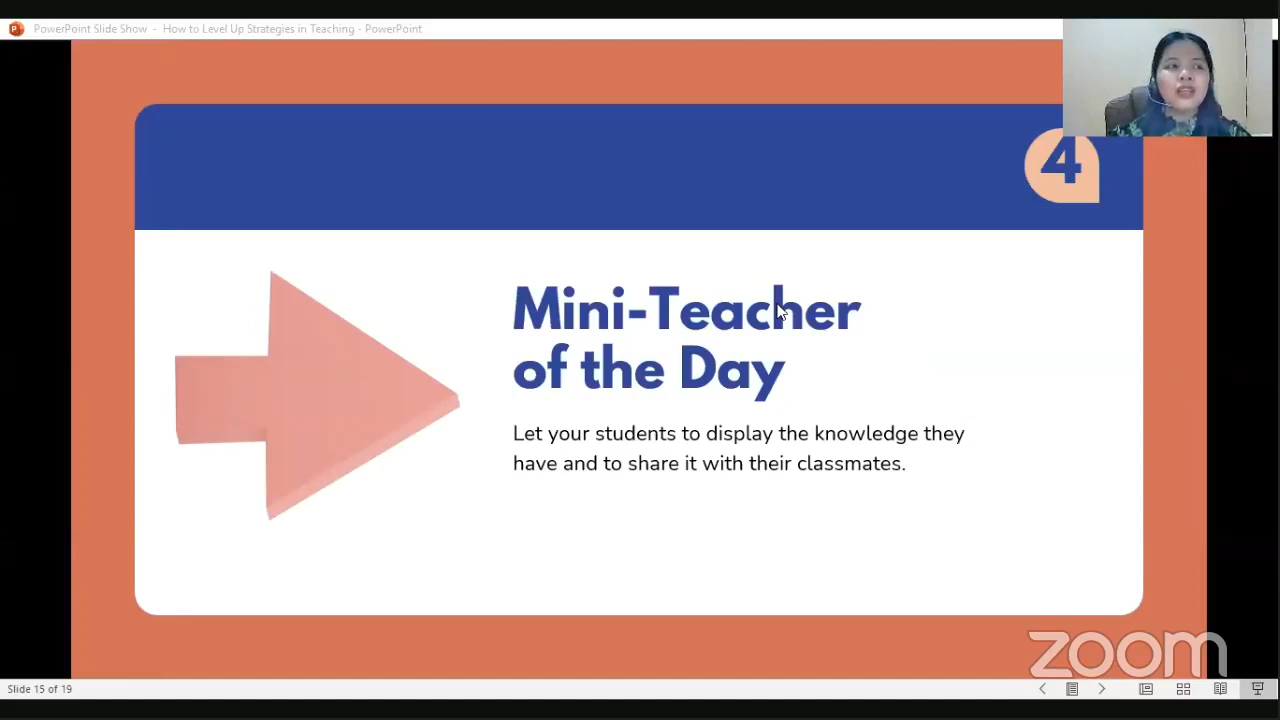 PowerPoint Slide Show - How to Level Up Strategies in Teaching - PowerPoint
4
Mini-Teacher
of the Day
Let your students to display the knowledge they
have and to share it with their classmates.
zoom
Slide 15 of 19